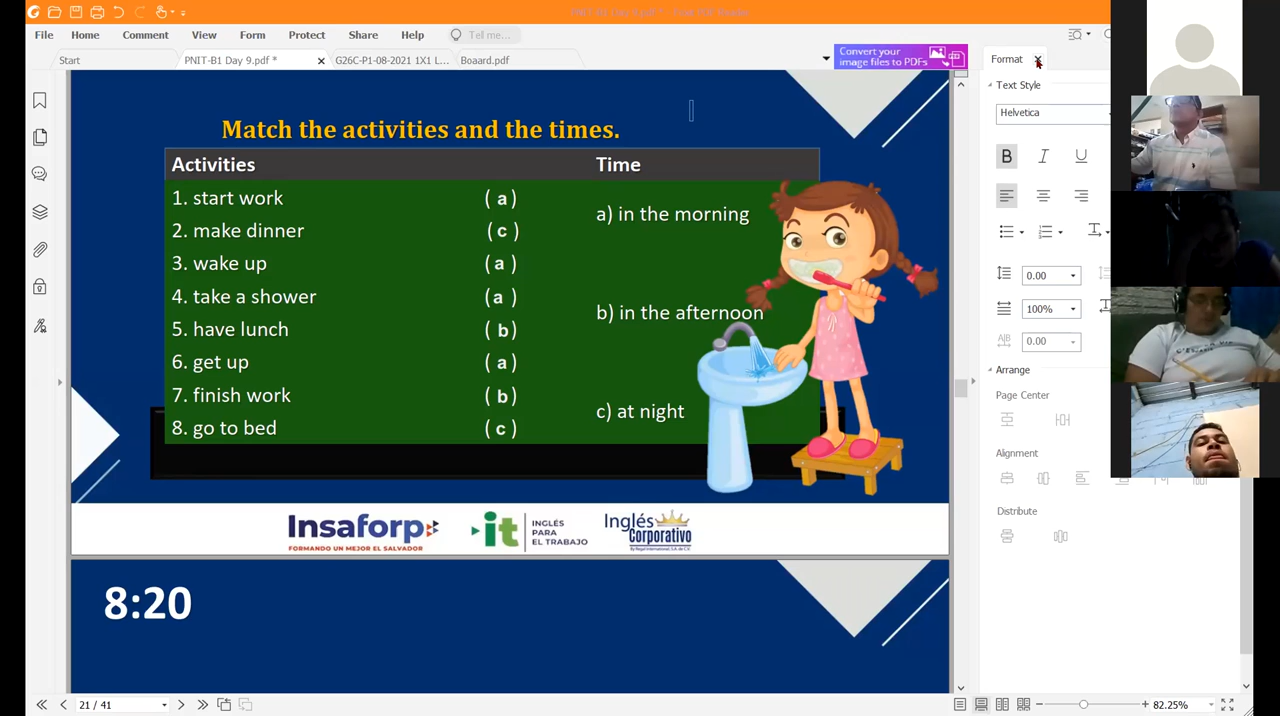 File Home Comment View Form Protect Share Help Tell me...
Start PNIT-B1 Day 9.pdf * G26C-P1-08-2021 1X1 L... Boaard.pdf
Convert your
image files to PDFs
Format
Text Style
Helvetica
B I U
0.00
100%
0.00
Arrange
Page Center
Alignment
Distribute
Match the activities and the times.
Activities Time
1. start work ( a )
a) in the morning
2. make dinner ( c )
3. wake up ( a )
4. take a shower ( a )
b) in the afternoon
5. have lunch ( b )
6. get up ( a )
7. finish work ( b )
c) at night
8. go to bed ( c )
Insaforp
FORMANDO UN MEJOR EL SALVADOR
it INGLÉS
PARA
EL TRABAJO
Inglés
Corporativo
8:20
21 / 41
82.25%